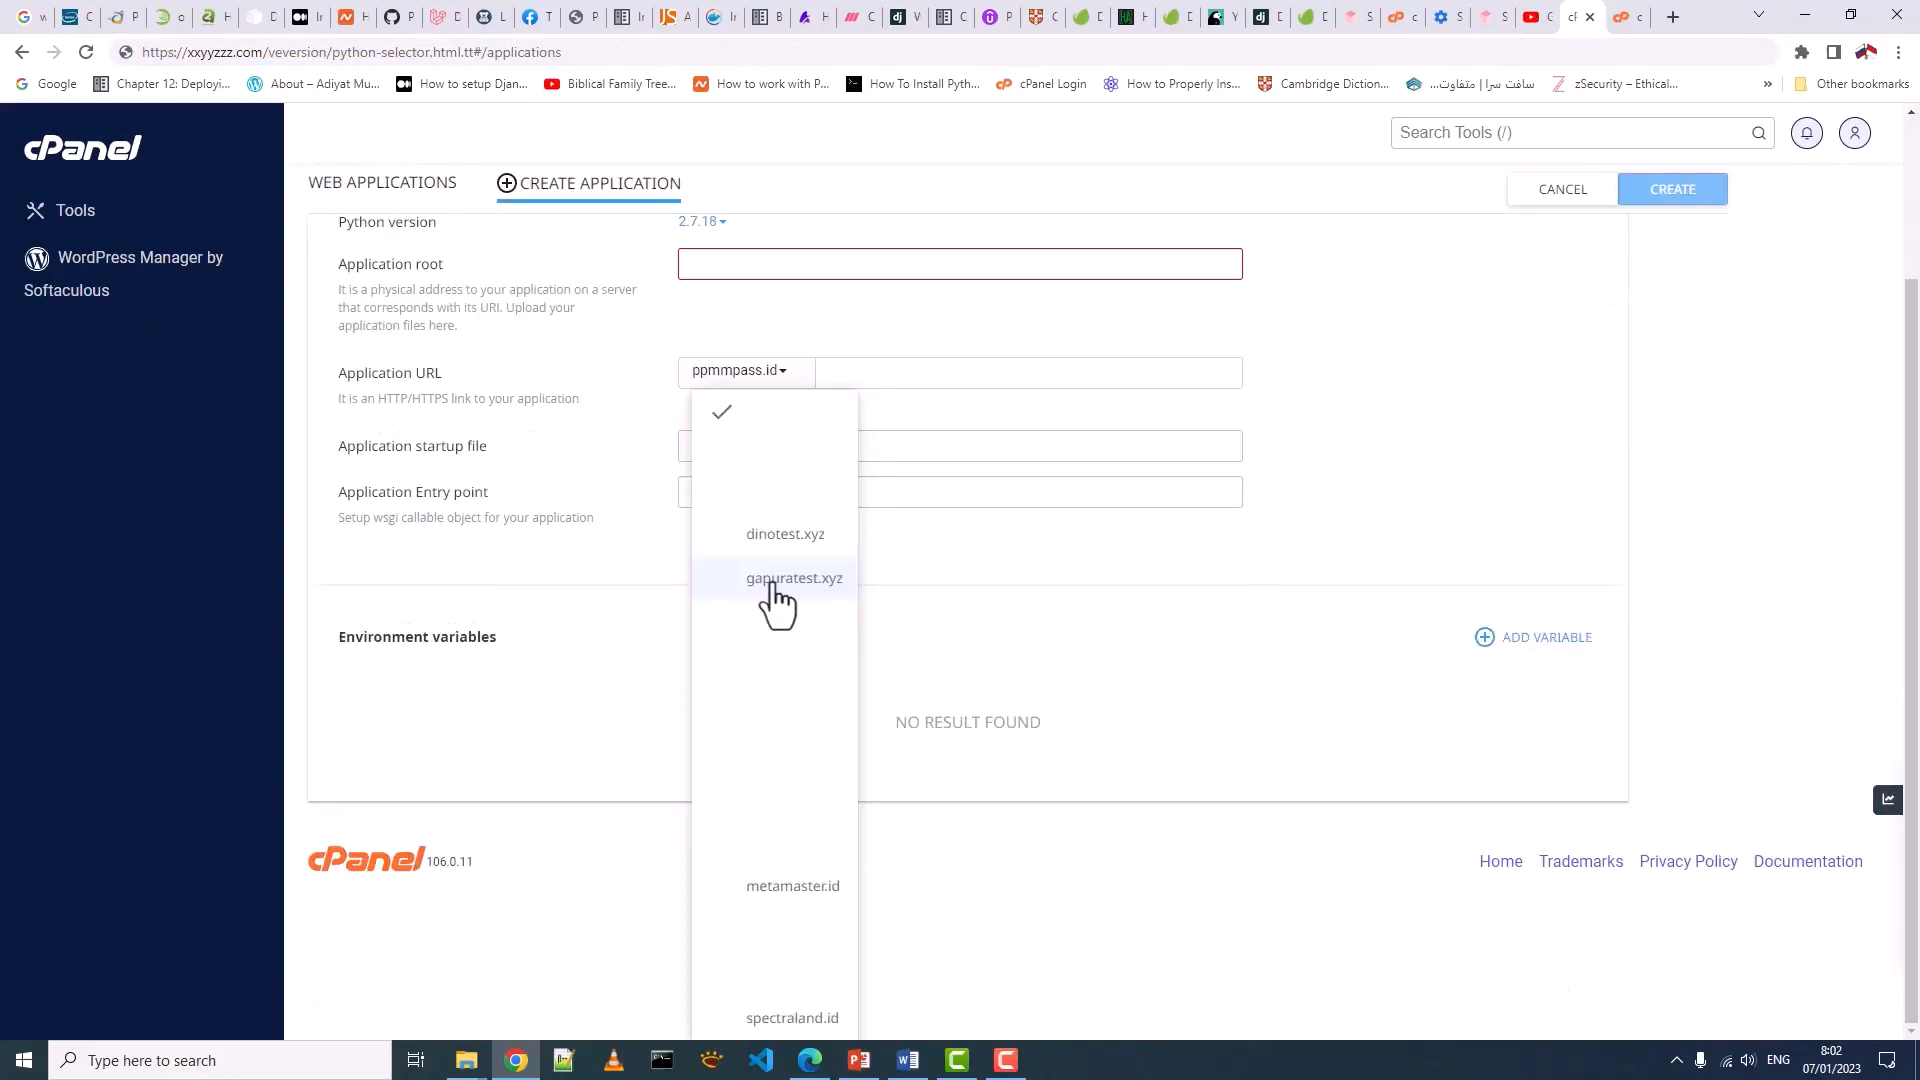 w
C
P
o
H
D
Ir
H
P
D
L
T
P
Ir
A
Ir
B
H
C
V
C
P
C
D
H
D
Y
D
D
S
c
S
S
C
cF
c
https://xxyyzzz.com/veversion/python-selector.html.tt#/applications
Google
Chapter 12: Deployi...
About – Adiyat Mu...
How to setup Djan...
Biblical Family Tree...
How to work with P...
How To Install Pyth...
cPanel Login
How to Properly Ins...
Cambridge Diction...
سافت سرا | متفاوت...
zSecurity – Ethical...
»
Other bookmarks
cPanel
Search Tools (/)
Tools
WordPress Manager by
Softaculous
WEB APPLICATIONS
CREATE APPLICATION
CANCEL
CREATE
Python version
2.7.18
Application root
It is a physical address to your application on a server
that corresponds with its URI. Upload your
application files here.
Application URL
ppmmpass.id
It is an HTTP/HTTPS link to your application
Application startup file
Application Entry point
Setup wsgi callable object for your application
dinotest.xyz
gapuratest.xyz
metamaster.id
spectraland.id
Environment variables
ADD VARIABLE
NO RESULT FOUND
cPanel 106.0.11
Home
Trademarks
Privacy Policy
Documentation
Type here to search
ENG
8:02
07/01/2023